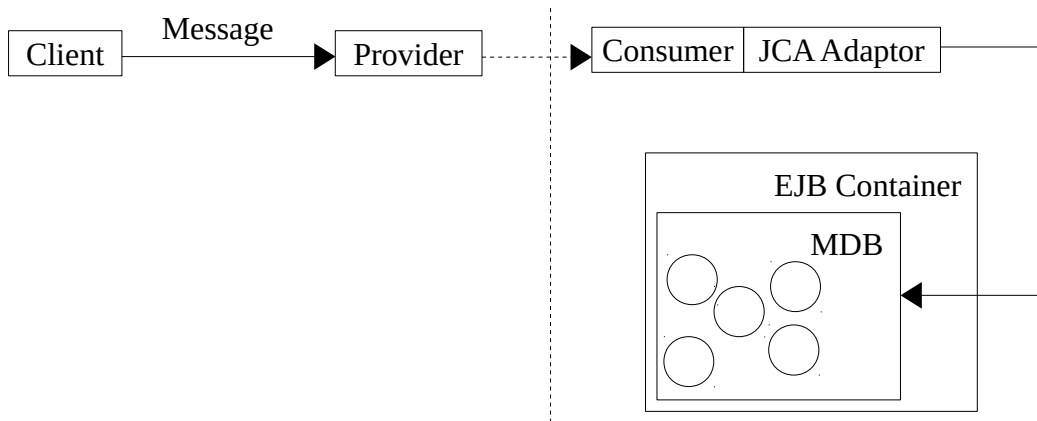 Message
Client
Provider
Consumer
JCA Adaptor
EJB Container
MDB